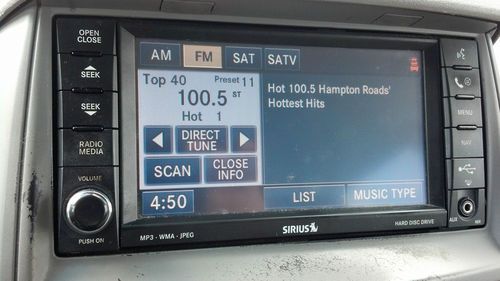 OPEN
CLOSE
SEEK
SEEK
RADIO
MEDIA
VOLUME
PUSH ON
AM
FM
SAT
SATV
Top 40
Preset 11
100.5 ST
Hot 1
DIRECT
TUNE
SCAN
CLOSE
INFO
4:50
Hot 100.5 Hampton Roads'
Hottest Hits
LIST
MUSIC TYPE
MENU
NAV
AUX
MP3 - WMA - JPEG
SIRIUS
HARD DISC DRIVE